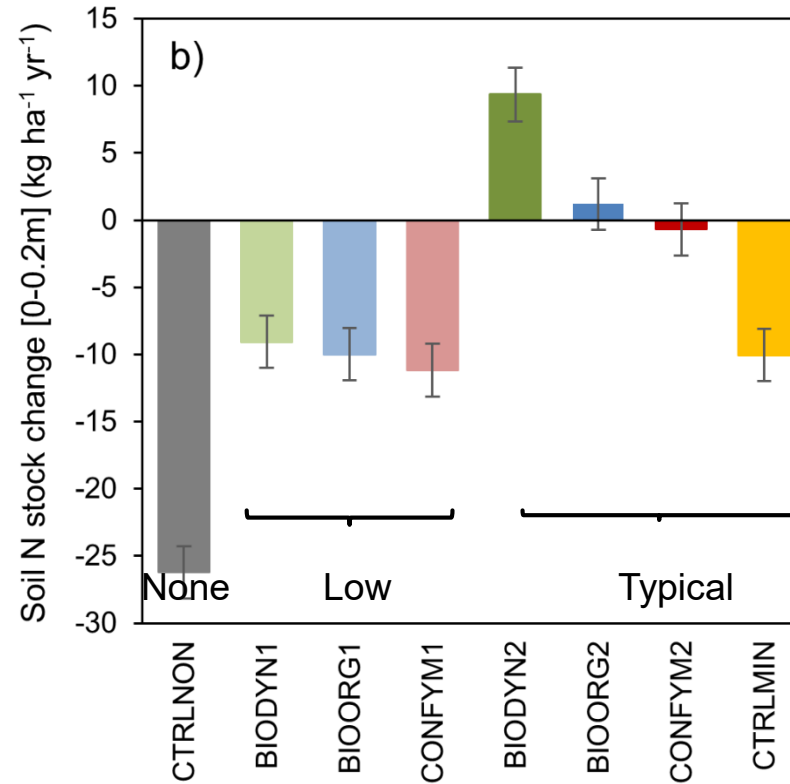 b)
Soil N stock change [0-0.2m] (kg ha⁻¹ yr⁻¹)
15
10
5
0
-5
-10
-15
-20
-25
-30
None
Low
Typical
CTRLNON
BIODYN1
BIOORG1
CONFYM1
BIODYN2
BIOORG2
CONFYM2
CTRLMIN